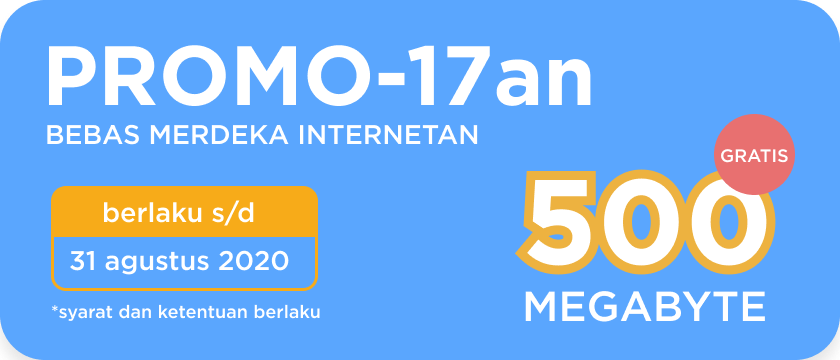 PROMO-17an
BEBAS MERDEKA INTERNETAN
GRATIS
500
MEGABYTE
berlaku s/d
31 agustus 2020
*syarat dan ketentuan berlaku